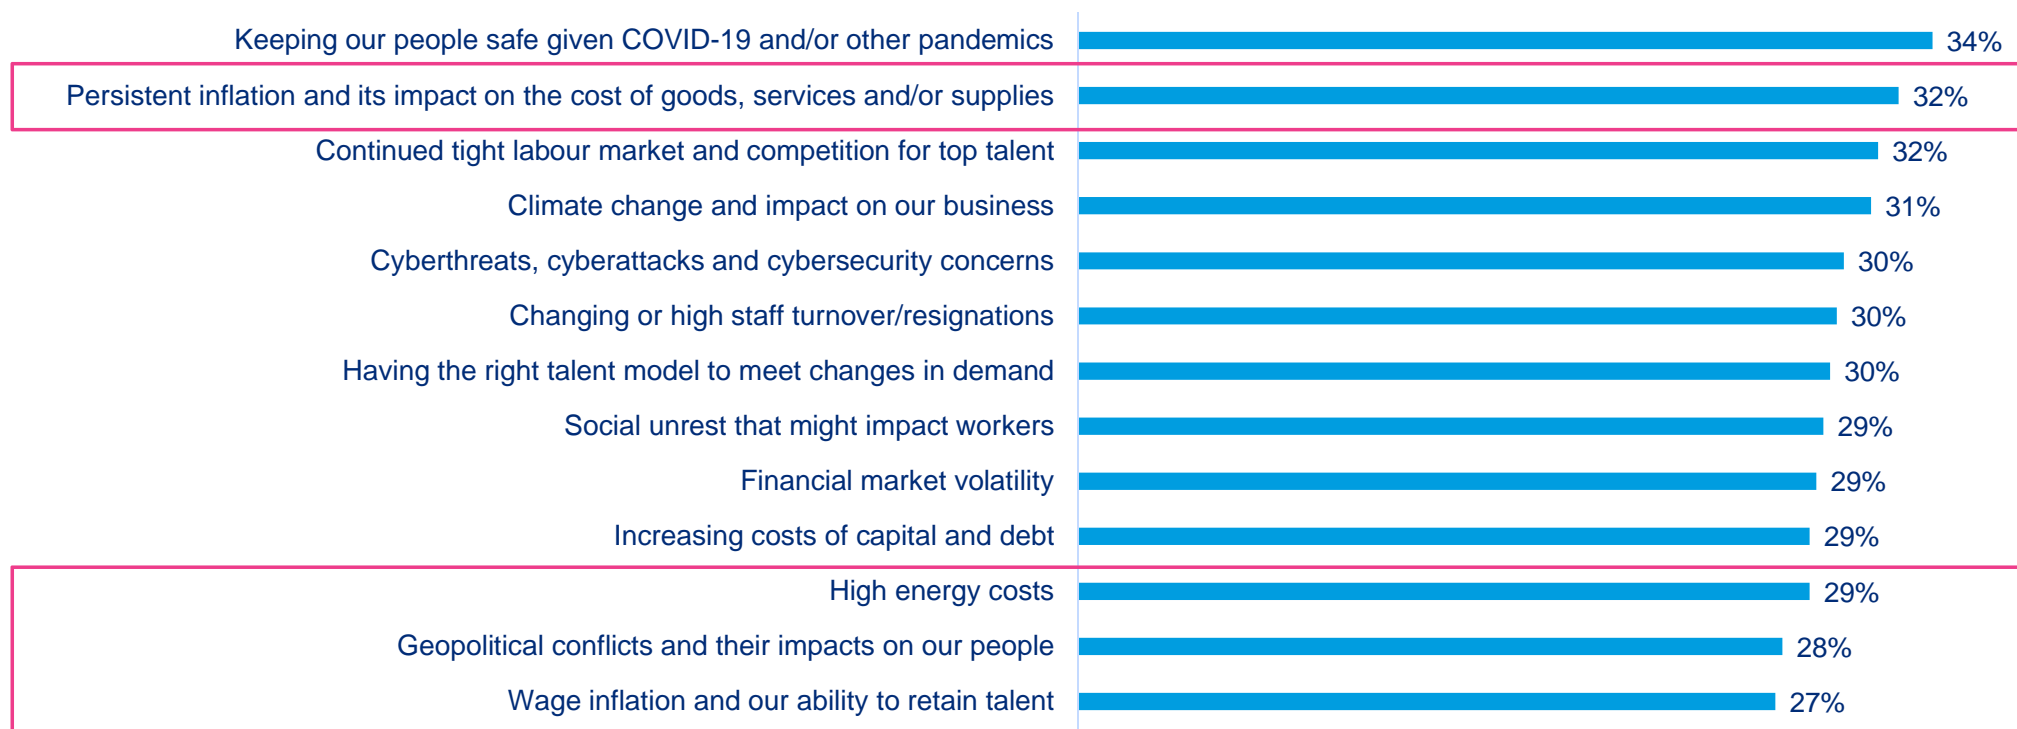 Keeping our people safe given COVID-19 and/or other pandemics 34%
Persistent inflation and its impact on the cost of goods, services and/or supplies 32%
Continued tight labour market and competition for top talent 32%
Climate change and impact on our business 31%
Cyberthreats, cyberattacks and cybersecurity concerns 30%
Changing or high staff turnover/resignations 30%
Having the right talent model to meet changes in demand 30%
Social unrest that might impact workers 29%
Financial market volatility 29%
Increasing costs of capital and debt 29%
High energy costs 29%
Geopolitical conflicts and their impacts on our people 28%
Wage inflation and our ability to retain talent 27%